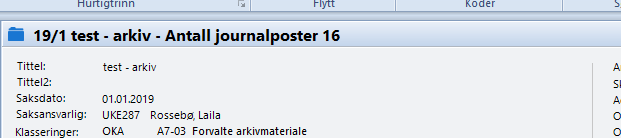 Hurtigtrinn Flytt Koder
19/1 test - arkiv - Antall journalposter 16
Tittel: test - arkiv
Tittel2:
Saksdato: 01.01.2019
Saksansvarlig: UKE287 Rossebø, Laila
Klasseringer: OKA A7-03 Forvalte arkivmateriale